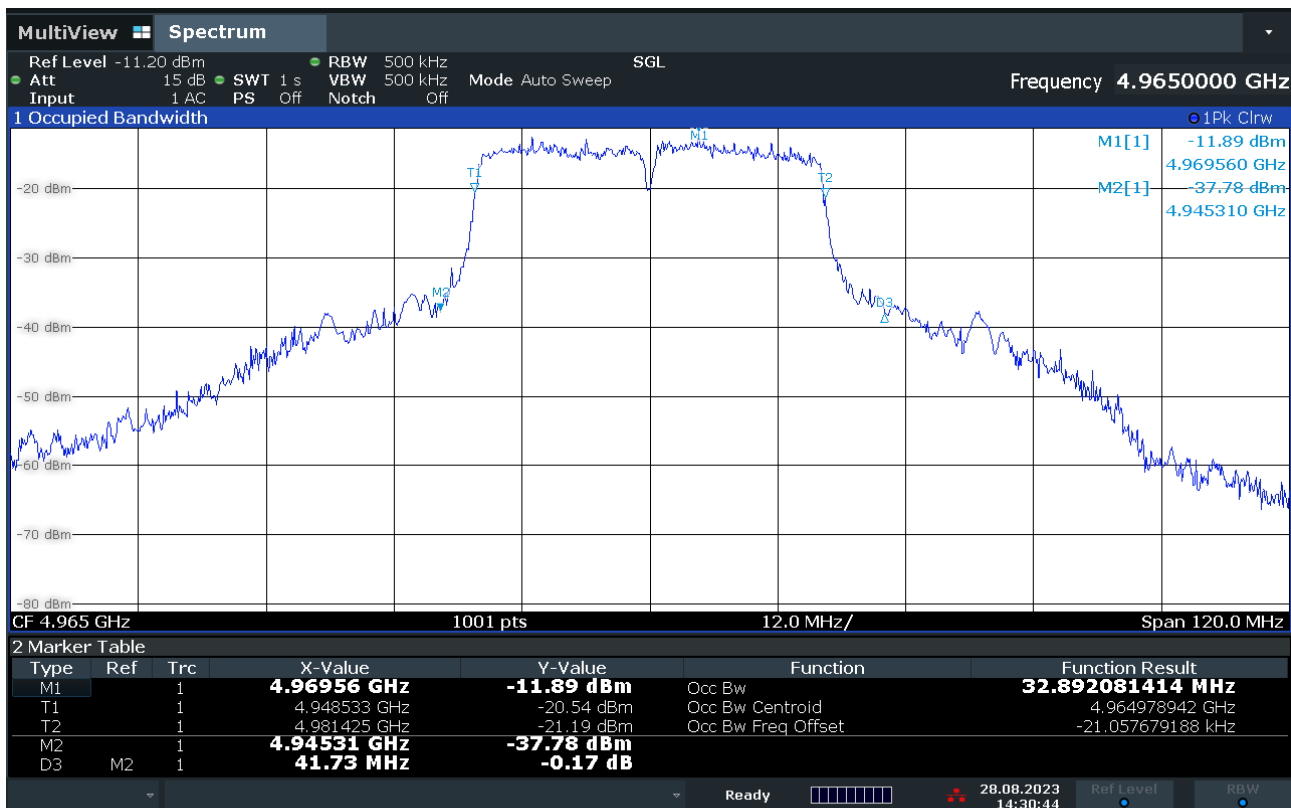 MultiView Spectrum
Ref Level -11.20 dBm RBW 500 kHz SGL
Att 15 dB SWT 1 s VBW 500 kHz Mode Auto Sweep Frequency 4.9650000 GHz
Input 1 AC PS Off Notch Off
1 Occupied Bandwidth 1Pk Clrw
M1[1] -11.89 dBm
4.969560 GHz
M2[1] -37.78 dBm
4.945310 GHz
M1
T1
T2
-20 dBm
-30 dBm
M2
D3
-40 dBm
-50 dBm
-60 dBm
-70 dBm
-80 dBm
CF 4.965 GHz 1001 pts 12.0 MHz/ Span 120.0 MHz
2 Marker Table
Type Ref Trc X-Value Y-Value Function Function Result
M1 1 4.96956 GHz -11.89 dBm Occ Bw 32.892081414 MHz
T1 1 4.948533 GHz -20.54 dBm Occ Bw Centroid 4.964978942 GHz
T2 1 4.981425 GHz -21.19 dBm Occ Bw Freq Offset -21.057679188 kHz
M2 1 4.94531 GHz -37.78 dBm
D3 M2 1 41.73 MHz -0.17 dB
Ready 28.08.2023 Ref Level RBW
14:30:44